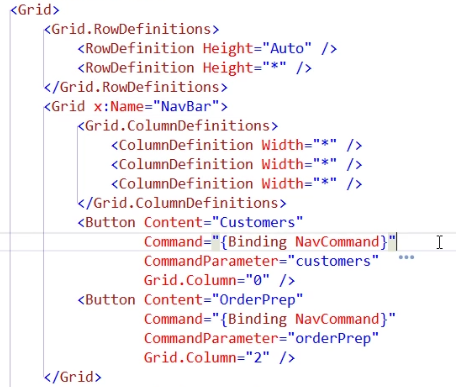 <Grid>
<Grid.RowDefinitions>
<RowDefinition Height="Auto" />
<RowDefinition Height="*" />
</Grid.RowDefinitions>
<Grid x:Name="NavBar">
<Grid.ColumnDefinitions>
<ColumnDefinition Width="*" />
<ColumnDefinition Width="*" />
<ColumnDefinition Width="*" />
</Grid.ColumnDefinitions>
<Button Content="Customers"
Command="{Binding NavCommand}"
CommandParameter="customers"
Grid.Column="0" />
<Button Content="OrderPrep"
Command="{Binding NavCommand}"
CommandParameter="orderPrep"
Grid.Column="2" />
</Grid>